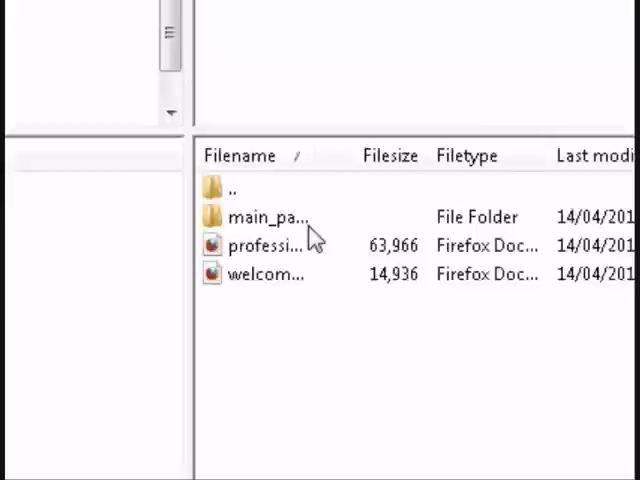 Filename / Filesize Filetype Last modi
..
main_pa... File Folder 14/04/201
professi... 63,966 Firefox Doc... 14/04/201
welcom... 14,936 Firefox Doc... 14/04/201